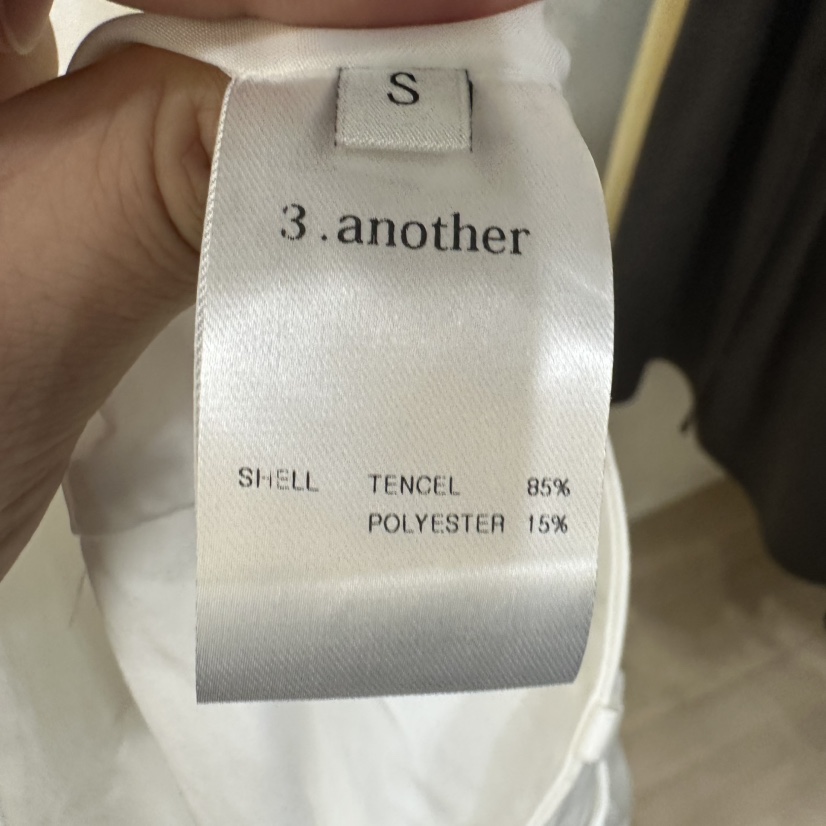 S
3.another
SHELL TENCEL 85%
POLYESTER 15%